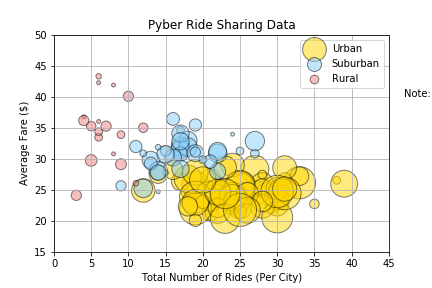 Pyber Ride Sharing Data
50
45
40
35
30
25
20
15
Average Fare ($)
Urban
Suburban
Rural
Note:
0 5 10 15 20 25 30 35 40 45
Total Number of Rides (Per City)